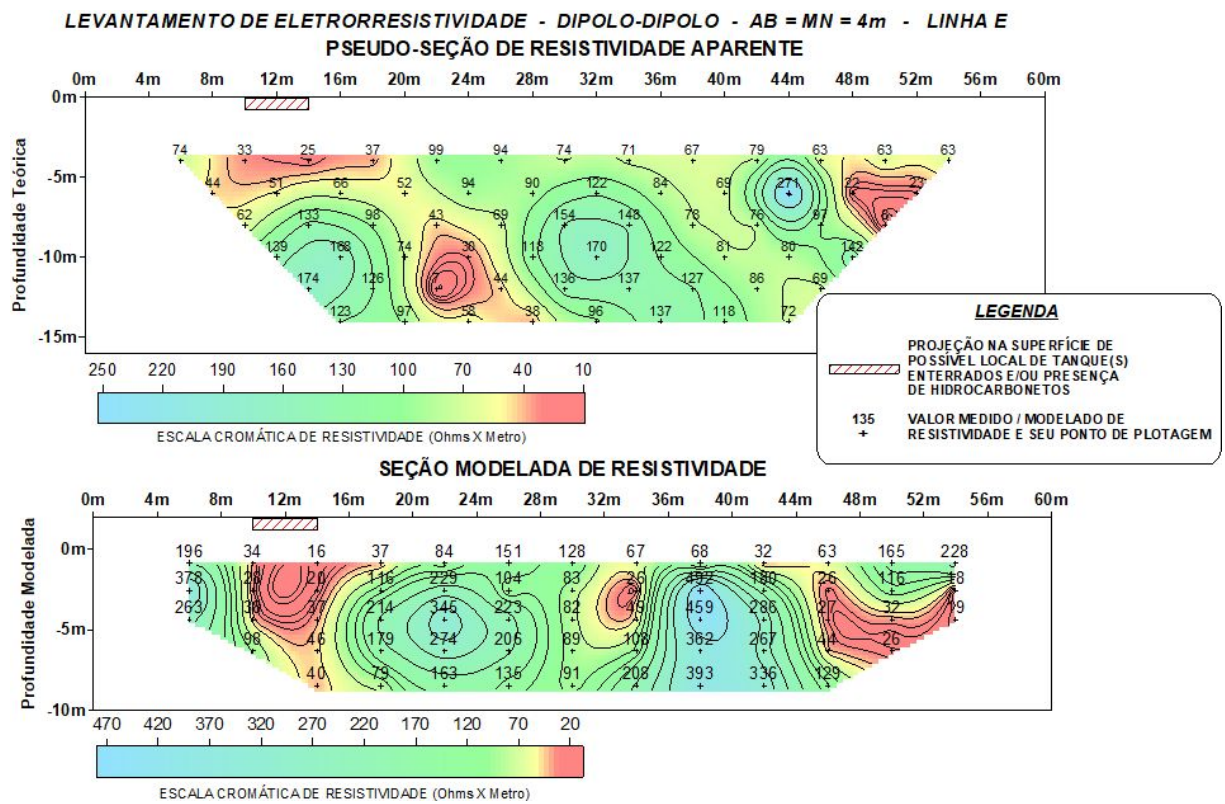 LEVANTAMENTO DE ELETRORRESISTIVIDADE - DIPOLO-DIPOLO - AB = MN = 4m - LINHA E
PSEUDO-SEÇÃO DE RESISTIVIDADE APARENTE
0m 4m 8m 12m 16m 20m 24m 28m 32m 36m 40m 44m 48m 52m 56m 60m
Profundidade Teórica
0m
74 33 25 37 99 94 74 71 67 79 63 63 63
-5m
44 51 66 52 94 90 122 84 69 271 22 23
62 133 98 43 69 154 148 78 76 97 6
-10m
139 168 74 30 118 170 122 81 80 142
174 126 7 44 136 137 127 86 69
123 97 58 38 96 137 118 72
-15m
LEGENDA
PROJEÇÃO NA SUPERFÍCIE DE
POSSÍVEL LOCAL DE TANQUE(S)
ENTERRADOS E/OU PRESENÇA
DE HIDROCARBONETOS
135 VALOR MEDIDO / MODELADO DE
+ RESISTIVIDADE E SEU PONTO DE PLOTAGEM
250 220 190 160 130 100 70 40 10
ESCALA CROMÁTICA DE RESISTIVIDADE (Ohms X Metro)
SEÇÃO MODELADA DE RESISTIVIDADE
0m 4m 8m 12m 16m 20m 24m 28m 32m 36m 40m 44m 48m 52m 56m 60m
Profundidade Modelada
0m
196 34 16 37 84 151 128 67 68 32 63 165 228
378 28 20 116 229 104 83 26 492 180 26 116 18
263 30 37 214 345 223 82 49 459 286 27 32 19
-5m
98 46 179 274 205 89 108 362 267 44 26
40 79 163 135 91 208 393 336 129
-10m
470 420 370 320 270 220 170 120 70 20
ESCALA CROMÁTICA DE RESISTIVIDADE (Ohms X Metro)